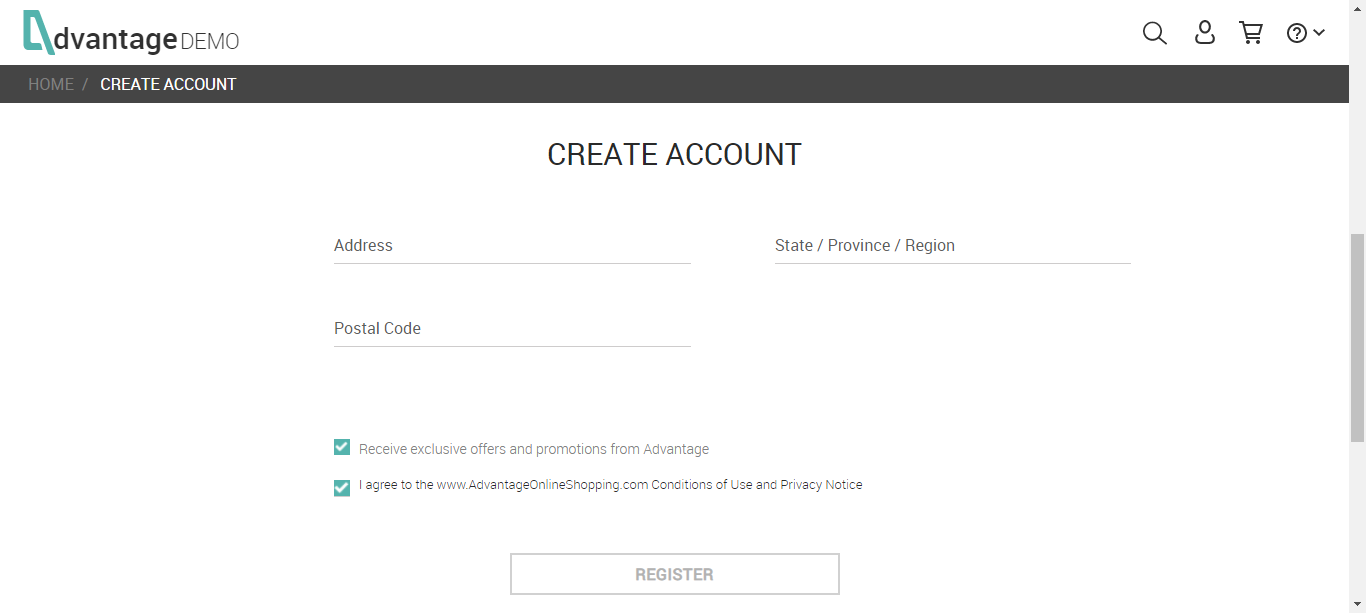 dvantage DEMO
HOME / CREATE ACCOUNT
CREATE ACCOUNT
Address
State / Province / Region
Postal Code
Receive exclusive offers and promotions from Advantage
I agree to the www.AdvantageOnlineShopping.com Conditions of Use and Privacy Notice
REGISTER